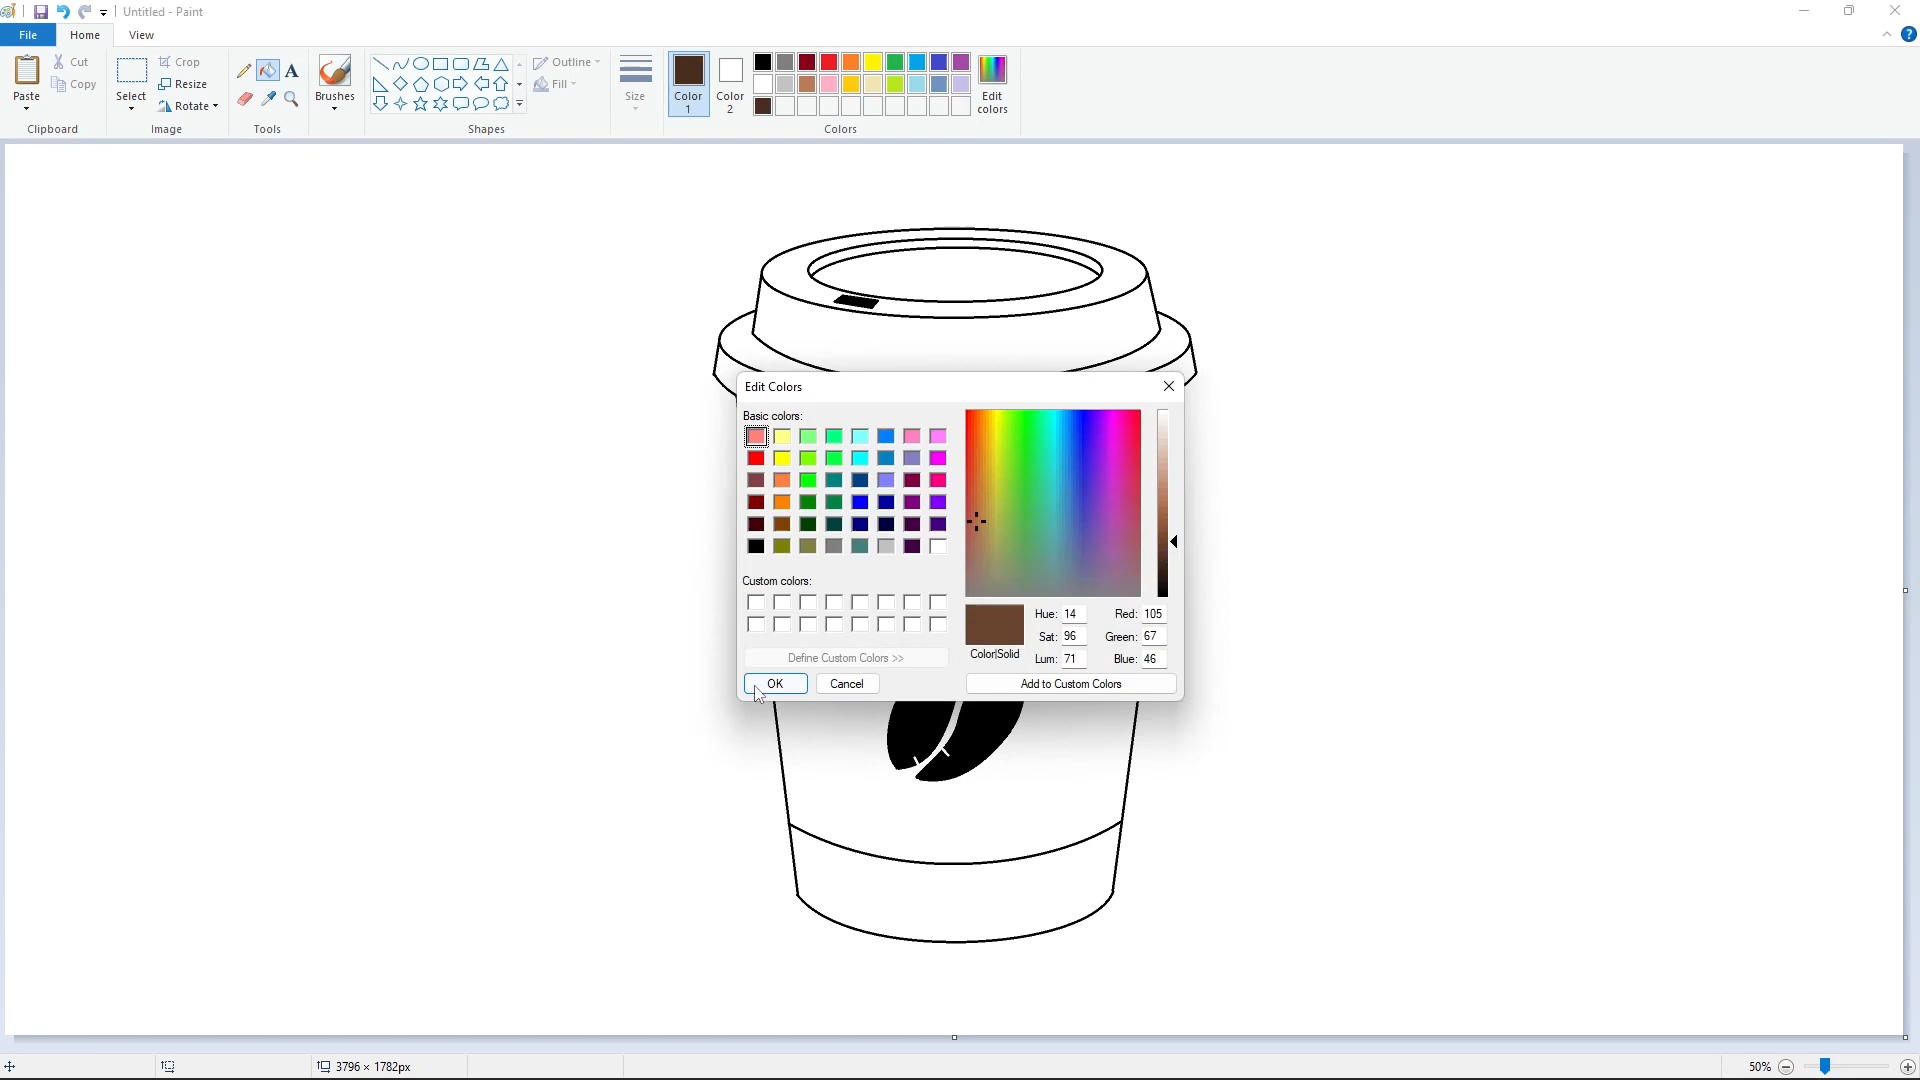 Untitled - Paint
File Home View
Paste
Cut
Copy
Clipboard
Select
Crop
Resize
Rotate
Image
A
Tools
Brushes
Shapes
Outline
Fill
Size
Color 1
Color 2
Edit colors
Colors
Edit Colors
Basic colors:
Custom colors:
Define Custom Colors >>
OK Cancel
Color|Solid
Hue: 14 Red: 105
Sat: 96 Green: 67
Lum: 71 Blue: 46
Add to Custom Colors
3796 × 1782px
50%